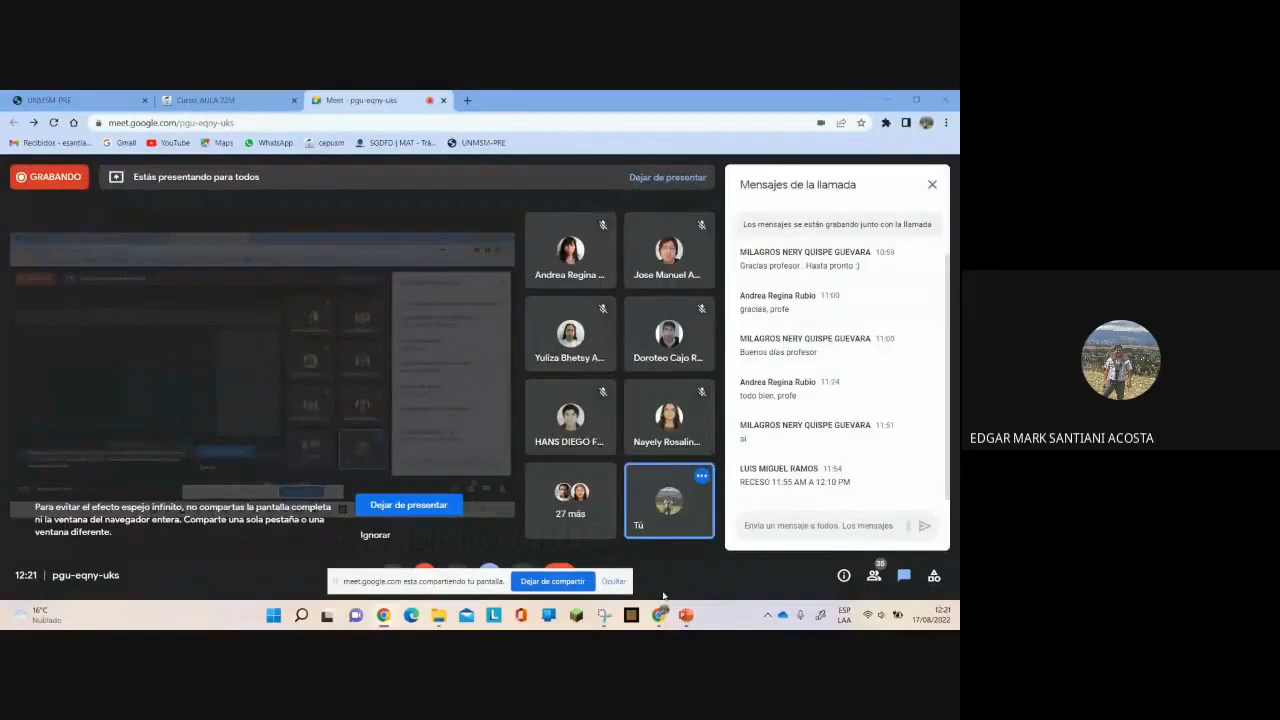 UNMSM-PRE
Curso: AULA 22M
Meet - pgu-eqny-uks
meet.google.com/pgu-eqny-uks
Recibidos - esantia...
Gmail
YouTube
Maps
WhatsApp
cepusm
SGDFD | MAT - Trá...
UNMSM-PRE
GRABANDO
Estás presentando para todos
Dejar de presentar
Andrea Regina ...
Jose Manuel A...
Yuliza Bhetsy A...
Doroteo Cajo R...
HANS DIEGO F...
Nayely Rosalin...
27 más
Tú
Para evitar el efecto espejo infinito, no compartas la pantalla completa
ni la ventana del navegador entera. Comparte una sola pestaña o una
ventana diferente.
Dejar de presentar
Ignorar
Mensajes de la llamada
Los mensajes se están grabando junto con la llamada
MILAGROS NERY QUISPE GUEVARA 10:59
Gracias profesor.. Hasta pronto :)
Andrea Regina Rubio 11:00
gracias, profe
MILAGROS NERY QUISPE GUEVARA 11:00
Buenos días profesor
Andrea Regina Rubio 11:24
todo bien, profe
MILAGROS NERY QUISPE GUEVARA 11:51
si
LUIS MIGUEL RAMOS 11:54
RECESO 11:55 AM A 12:10 PM
Envía un mensaje a todos. Los mensajes
EDGAR MARK SANTIANI ACOSTA
12:21 | pgu-eqny-uks
35
meet.google.com esta compartiendo tu pantalla.
Dejar de compartir
Ocultar
16°C
Nublado
ESP
LAA
12:21
17/08/2022